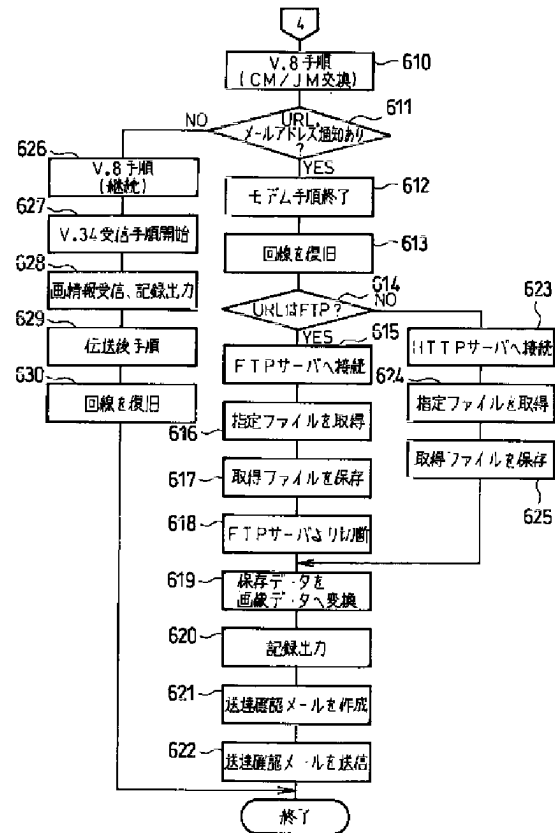 4
V.8手順
(CM/JM交換)
610
611
URL,
メールアドレス通知あり
?
NO
YES
626
V.8手順
(継続)
612
モデム手順終了
627
V.34受信手順開始
613
回線を復旧
628
画情報受信、記録出力
614
URLはFTP?
NO
YES
615
623
629
伝送後手順
FTPサーバへ接続
HTTPサーバへ接続
624
630
回線を復旧
指定ファイルを取得
616
指定ファイルを取得
取得ファイルを保存
617
取得ファイルを保存
625
618
FTPサーバより切断
619
保存データを
画像データへ変換
620
記録出力
621
送達確認メールを作成
622
送達確認メールを送信
終了